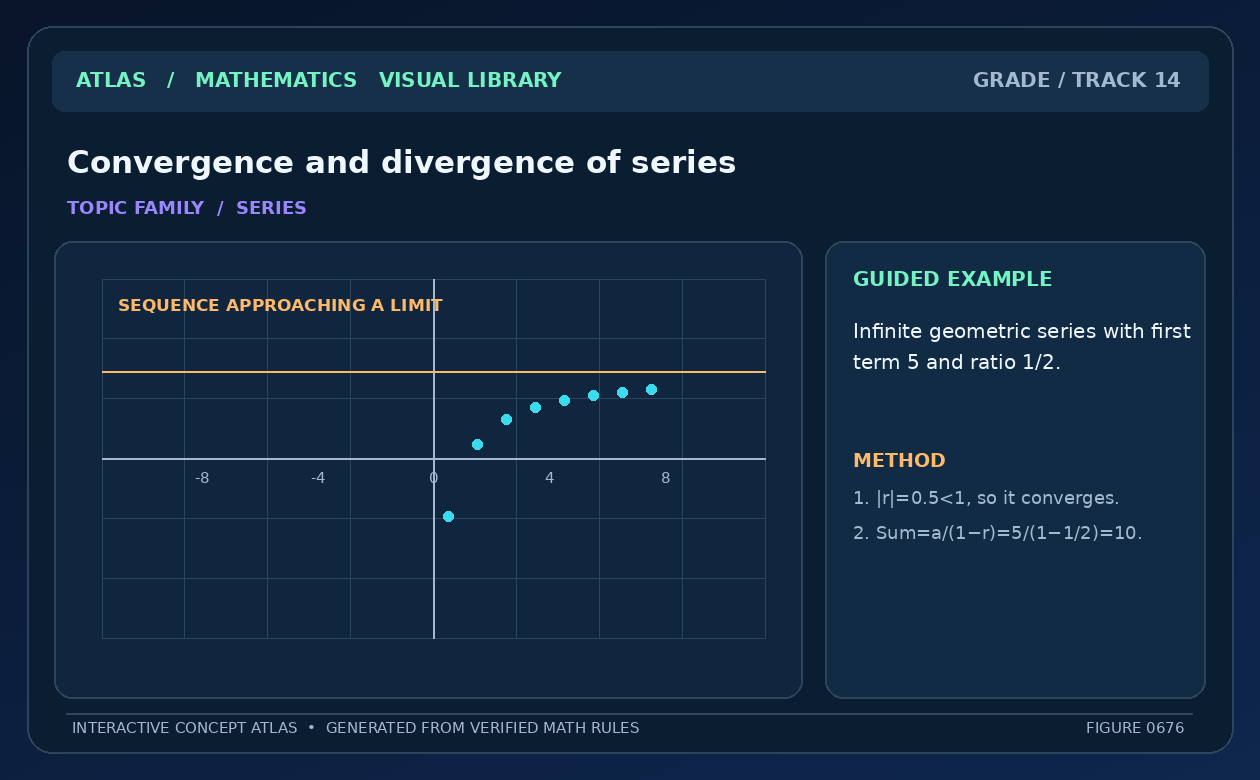 ATLAS / MATHEMATICS VISUAL LIBRARY
GRADE / TRACK 14
Convergence and divergence of series
TOPIC FAMILY / SERIES
SEQUENCE APPROACHING A LIMIT
-8 -4 0 4 8
GUIDED EXAMPLE
Infinite geometric series with first
term 5 and ratio 1/2.
METHOD
1. |r|=0.5<1, so it converges.
2. Sum=a/(1−r)=5/(1−1/2)=10.
INTERACTIVE CONCEPT ATLAS • GENERATED FROM VERIFIED MATH RULES
FIGURE 0676